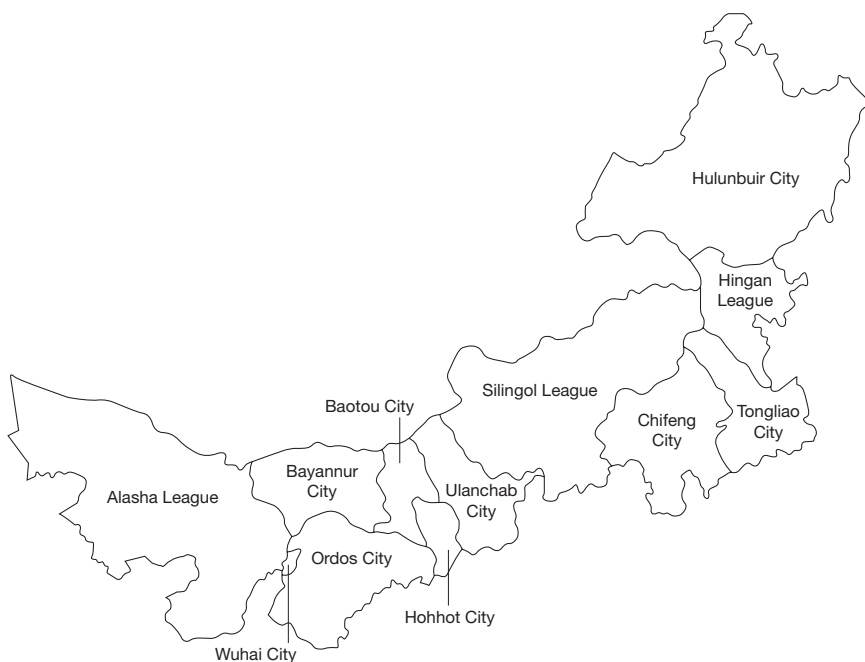 Hulunbuir City
Hingan
League
Silingol League
Baotou City
Chifeng
City
Tongliao
City
Bayannur
City
Alasha League
Ulanchab
City
Ordos City
Hohhot City
Wuhai City